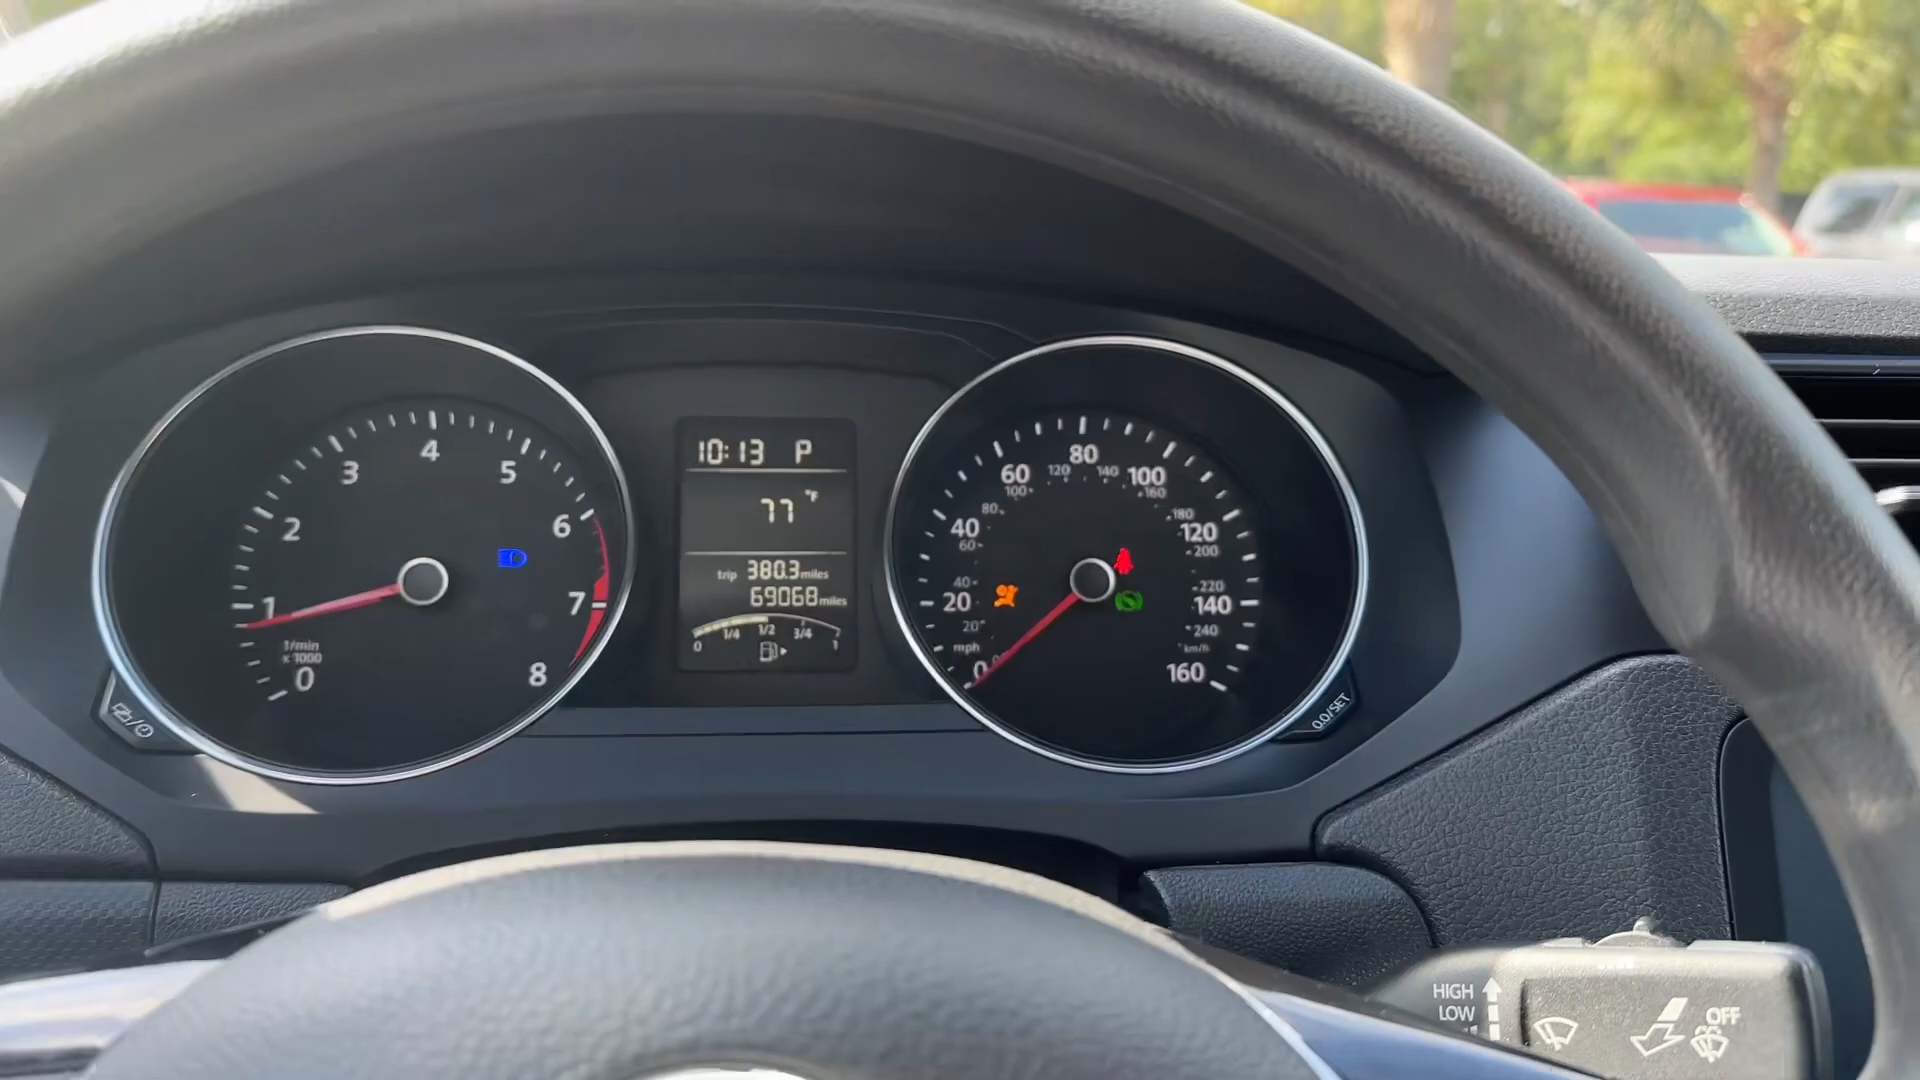 10:13 P
77 °F
trip 380.3 miles
69068 miles
0 1/4 1/2 3/4 1
0 1 2 3 4 5 6 7 8
1/min
x 1000
0 20 40 60 80 100 120 140 160
20 40 60 80 100 120 140 160 180 200 220 240
mph
km/h
0.0/SET
HIGH
LOW
OFF